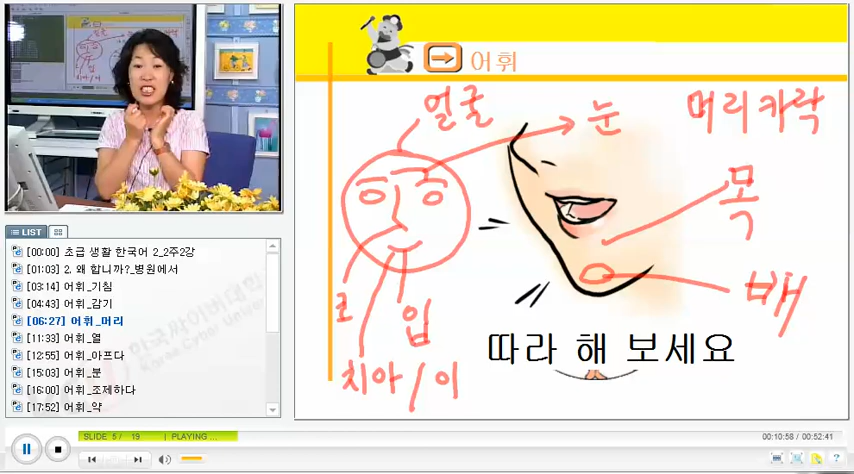 어휘
얼굴
눈
머리카락
목
배
코
입
치아/이
따라 해 보세요
LIST
[00:00] 초급 생활 한국어 2_2주2강
[01:03] 2. 왜 합니까?_병원에서
[03:14] 어휘_기침
[04:43] 어휘_감기
[06:27] 어휘_머리
[11:33] 어휘_열
[12:55] 어휘_아프다
[15:03] 어휘_분
[16:00] 어휘_조제하다
[17:52] 어휘_약
SLIDE 5 / 19 | PLAYING ...
00:10:58 / 00:52:41